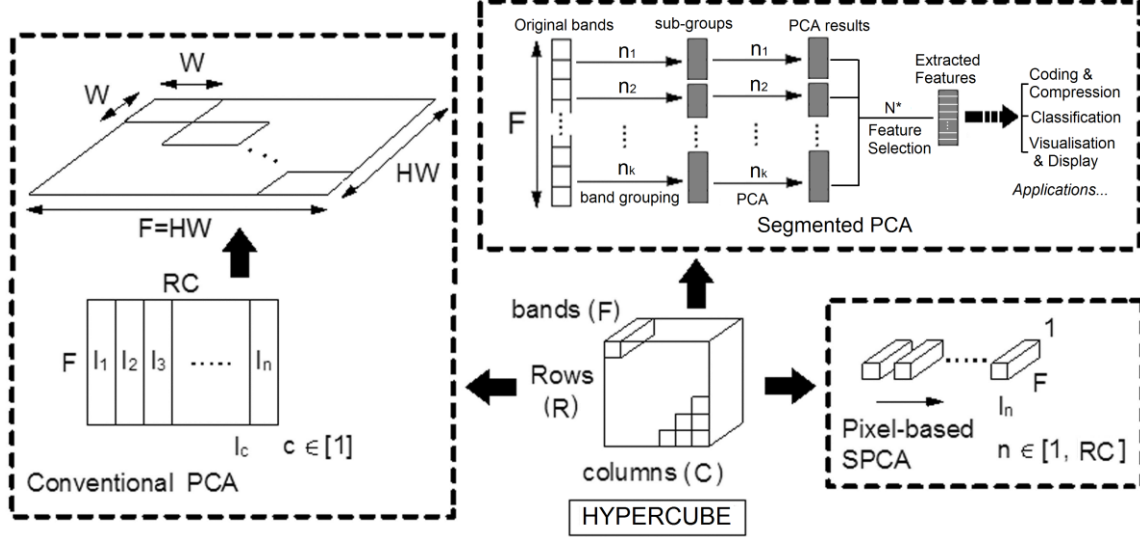 W
W
HW
F=HW
RC
F
I1 I2 I3 ..... In
Ic c ∈ [1]
Conventional PCA
Original bands sub-groups PCA results
n1 n1
n2 n2
nk nk
F
band grouping PCA
N*
Feature
Selection
Extracted
Features
Coding &
Compression
Classification
Visualisation
& Display
Applications...
Segmented PCA
bands (F)
Rows
(R)
columns (C)
HYPERCUBE
1
F
In
Pixel-based
SPCA
n ∈ [1, RC]